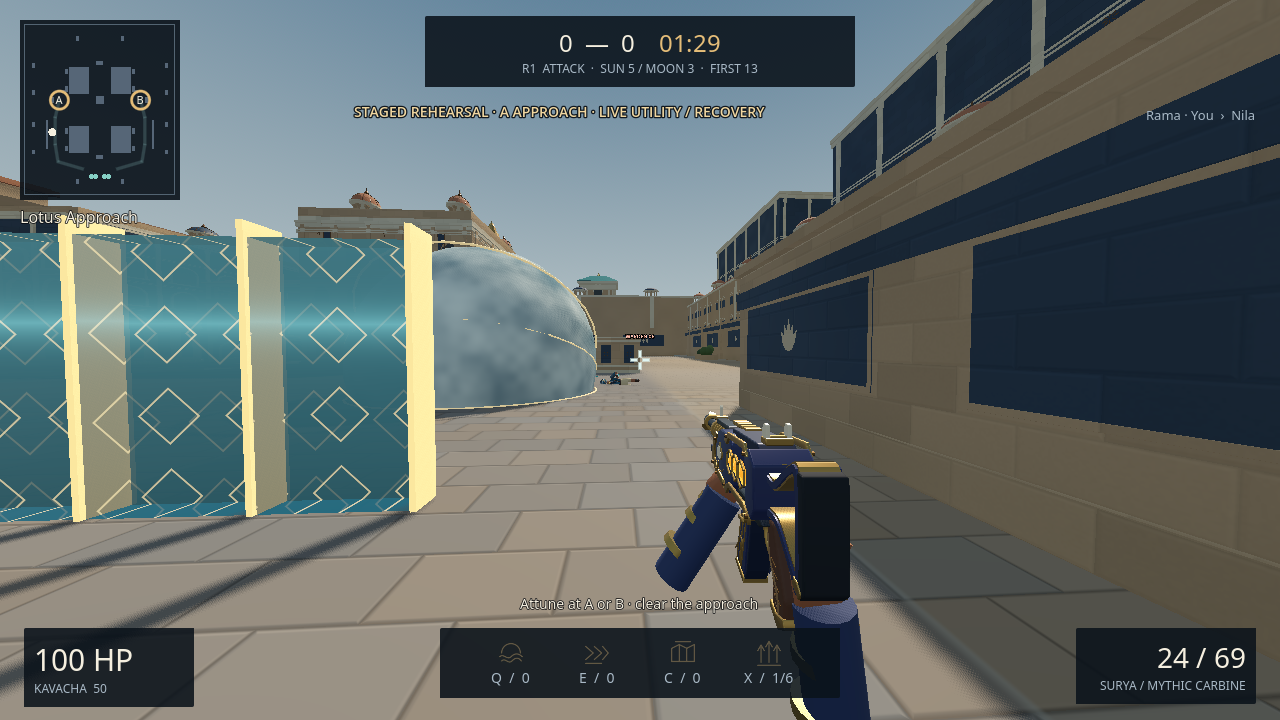 0 — 0 01:29
R1 ATTACK · SUN 5 / MOON 3 · FIRST 13
STAGED REHEARSAL · A APPROACH · LIVE UTILITY / RECOVERY
Rama · You › Nila
A
B
Lotus Approach
Attune at A or B · clear the approach
100 HP
KAVACHA 50
Q / 0
E / 0
C / 0
X / 1/6
24 / 69
SURYA / MYTHIC CARBINE